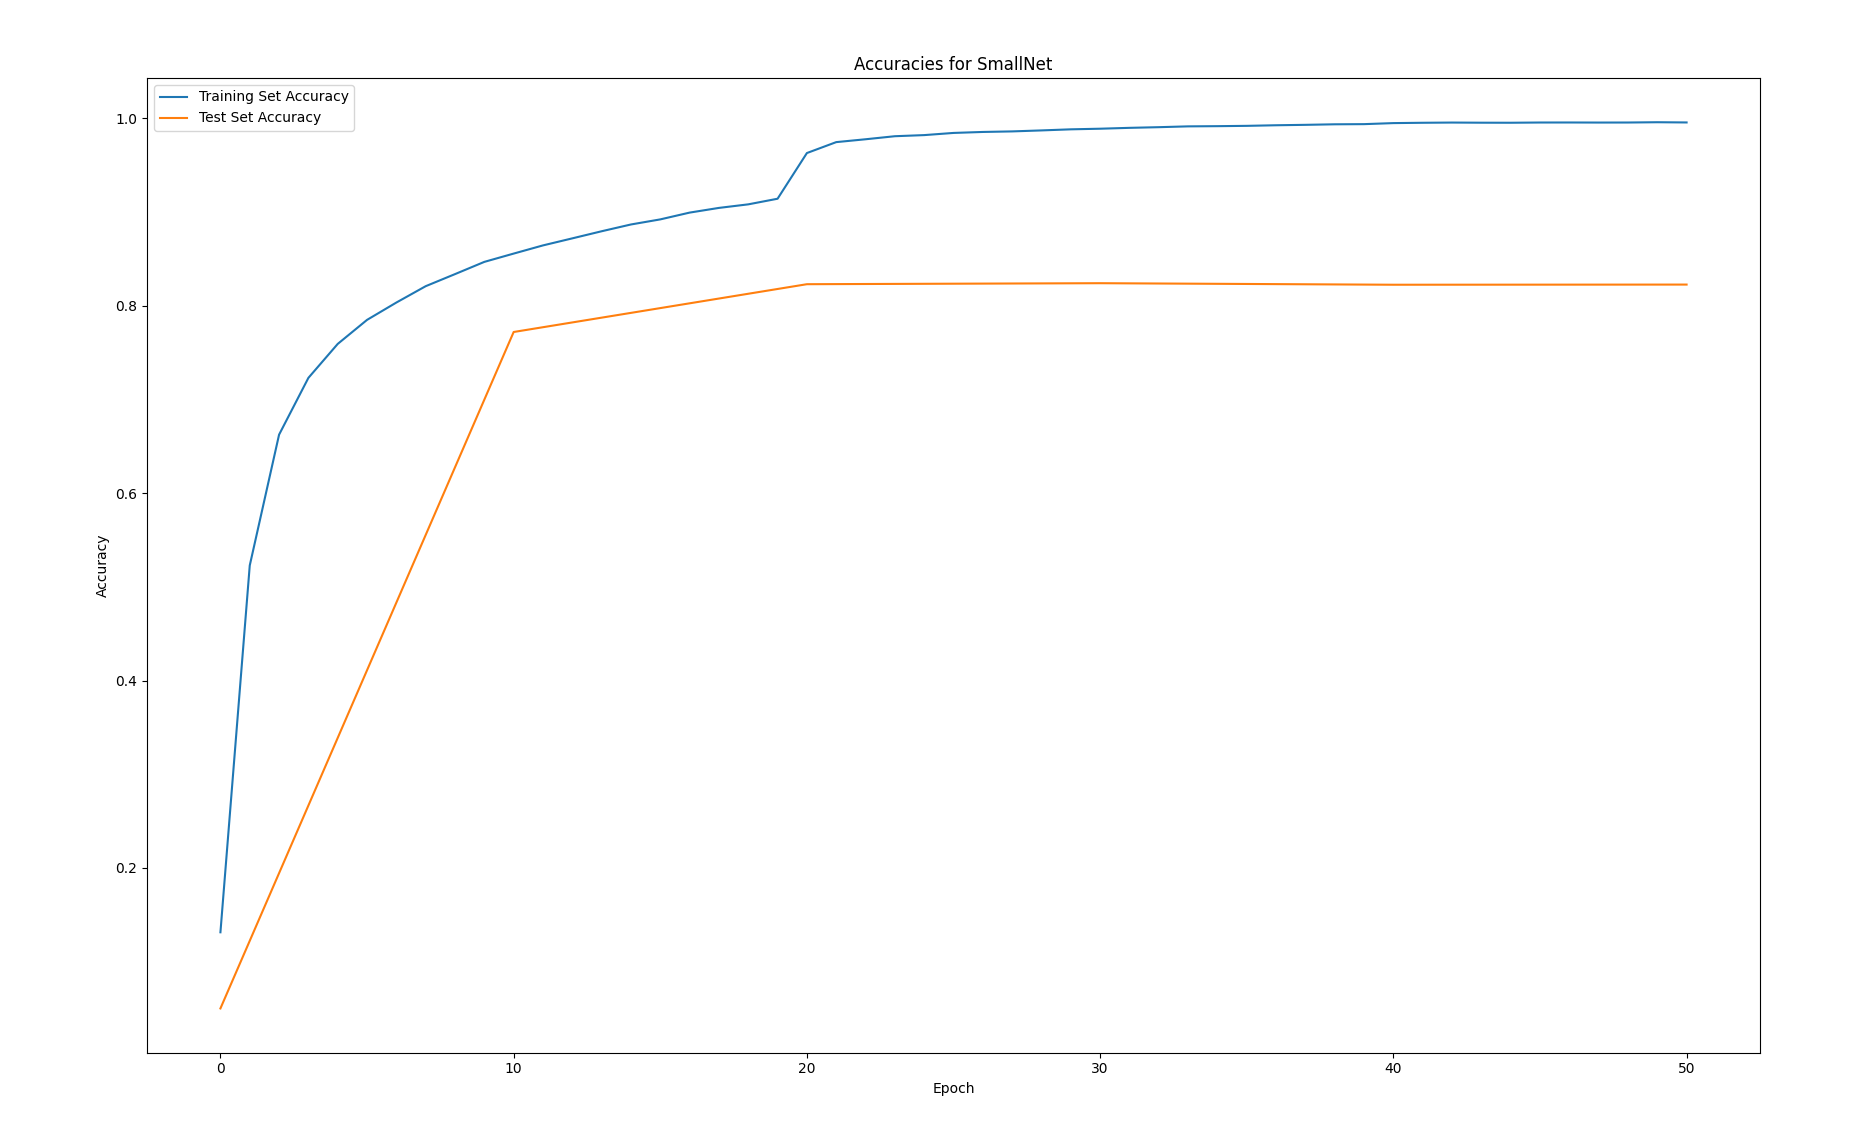 Accuracies for SmallNet
Training Set Accuracy
Test Set Accuracy
1.0
0.8
0.6
0.4
0.2
Accuracy
0 10 20 30 40 50
Epoch